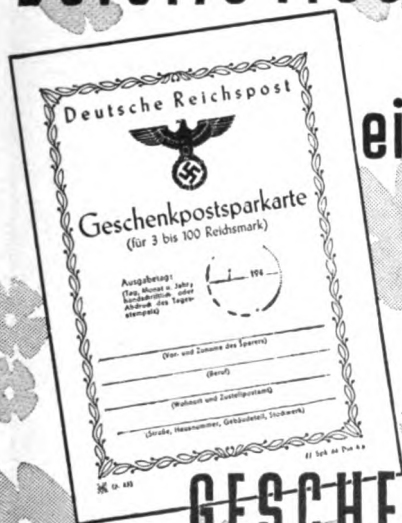 ei
Deutsche Reichspost
Geschenkpostsparkarte
(für 3 bis 100 Reichsmark)
Ausgabetag:
(Tag, Monat u. Jahr,
handschriftlich oder
Abdruck des Tages-
stempels)
194
(Vor- und Zuname des Sparers)
(Beruf)
(Wohnort und Zustellpostamt)
(Straße, Hausnummer, Gebäudeteil, Stockwerk)
GESCHE